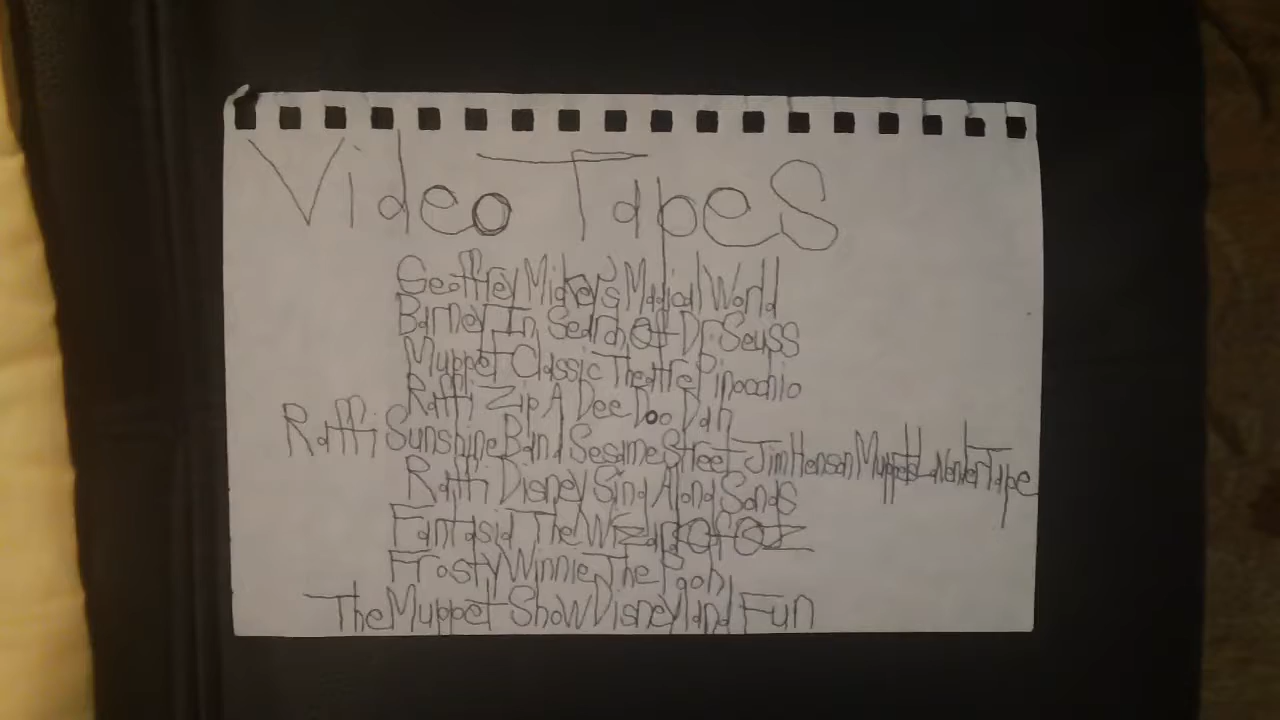 Video Tapes
Geoffrey Mickey's Magical World
Barney In Search Of Dr. Seuss
Muppet Classic Theatre Pinocchio
Raffi Zip A Dee Doo Dah
Raffi Sunshine Band Sesame Street Jim Henson Muppets Tape
Raffi Disney Sing Along Songs
Fantasia The Wizard Of Oz
Frosty Winnie The Pooh
The Muppet Show Disneyland Fun